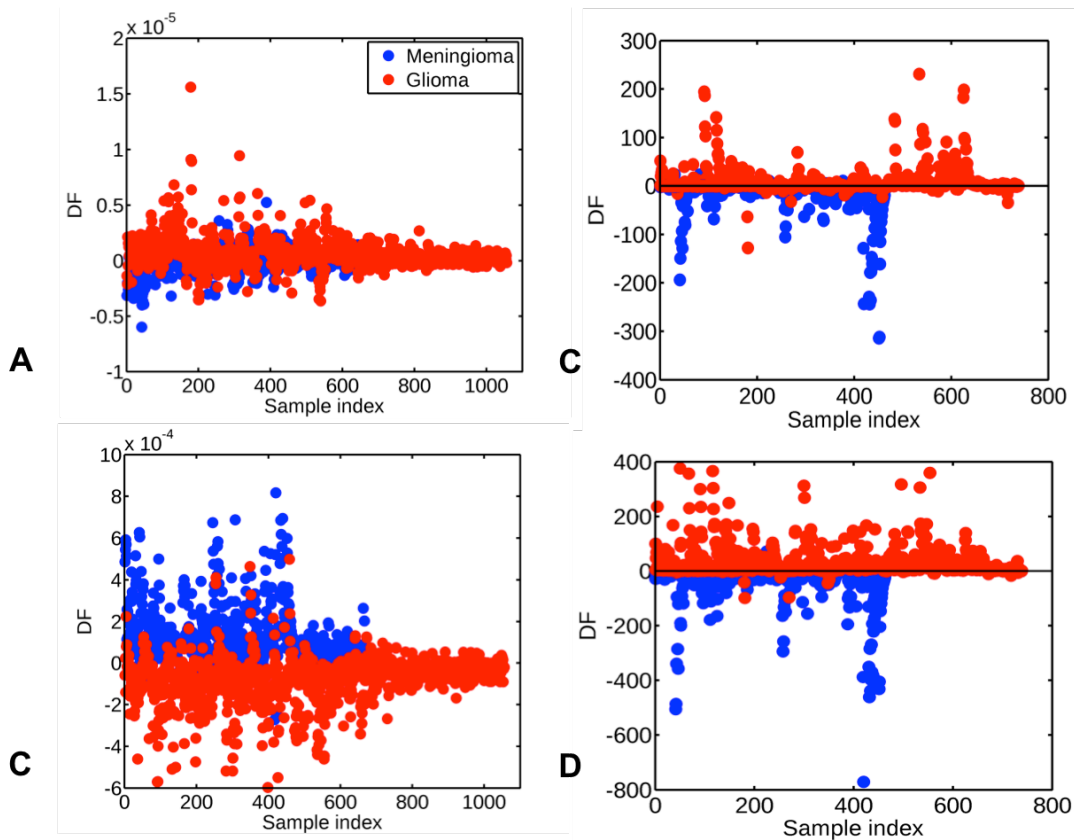 x 10-5
2
1.5
1
0.5
0
-0.5
-1
DF
Meningioma
Glioma
0 200 400 600 800 1000
Sample index
A
300
200
100
0
-100
-200
-300
-400
DF
0 200 400 600 800
Sample index
C
x 10-4
10
8
6
4
2
0
-2
-4
-6
DF
0 200 400 600 800 1000
Sample index
C
400
200
0
-200
-400
-600
-800
DF
0 200 400 600 800
Sample index
D